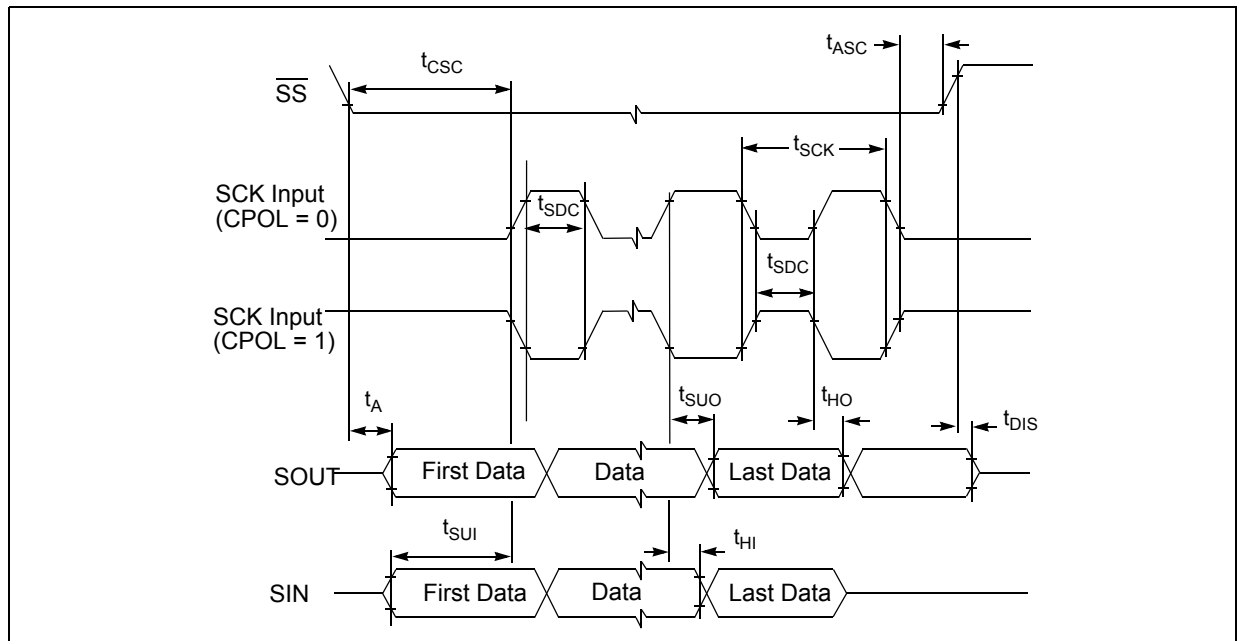 tASC
tCSC
SS
tSCK
SCK Input
(CPOL = 0)
tSDC
tSDC
SCK Input
(CPOL = 1)
tSUO
tHO
tA
tDIS
SOUT
First Data
Data
Last Data
tSUI
tHI
SIN
First Data
Data
Last Data